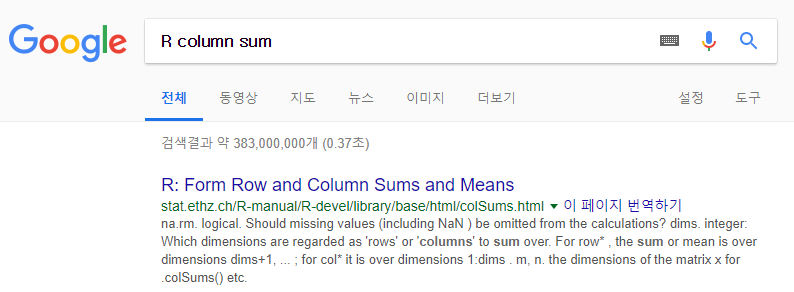 Google
R column sum
전체 동영상 지도 뉴스 이미지 더보기 설정 도구
검색결과 약 383,000,000개 (0.37초)
R: Form Row and Column Sums and Means
stat.ethz.ch/R-manual/R-devel/library/base/html/colSums.html ▼ 이 페이지 번역하기
na.rm. logical. Should missing values (including NaN ) be omitted from the calculations? dims. integer:
Which dimensions are regarded as 'rows' or 'columns' to sum over. For row* , the sum or mean is over
dimensions dims+1, ... ; for col* it is over dimensions 1:dims . m, n. the dimensions of the matrix x for
.colSums() etc.